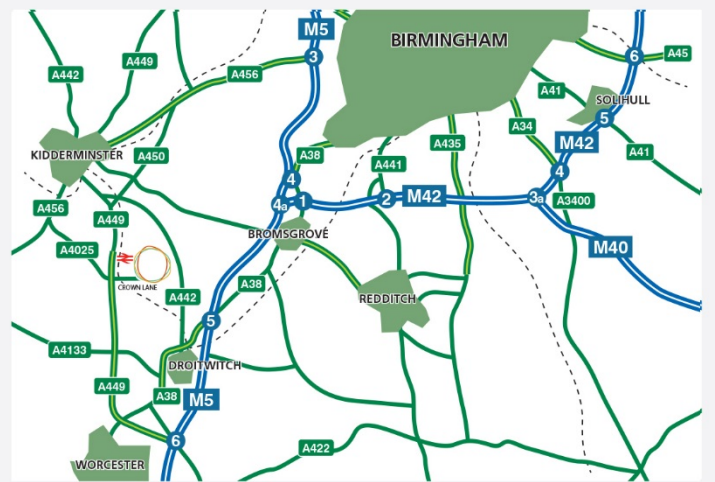 M5
BIRMINGHAM
A442
A449
A456
3
6
A45
A41
SOLIHULL
5
A34
M42
A41
KIDDERMINSTER
A450
A38
A441
A435
4
4
A456
A449
4a
1
2
M42
3a
A3400
BROMSGROVÉ
M40
A4025
CROWN LANE
A442
A38
REDDITCH
5
A4133
DROITWITCH
A449
A38
M5
6
A422
WORCESTER